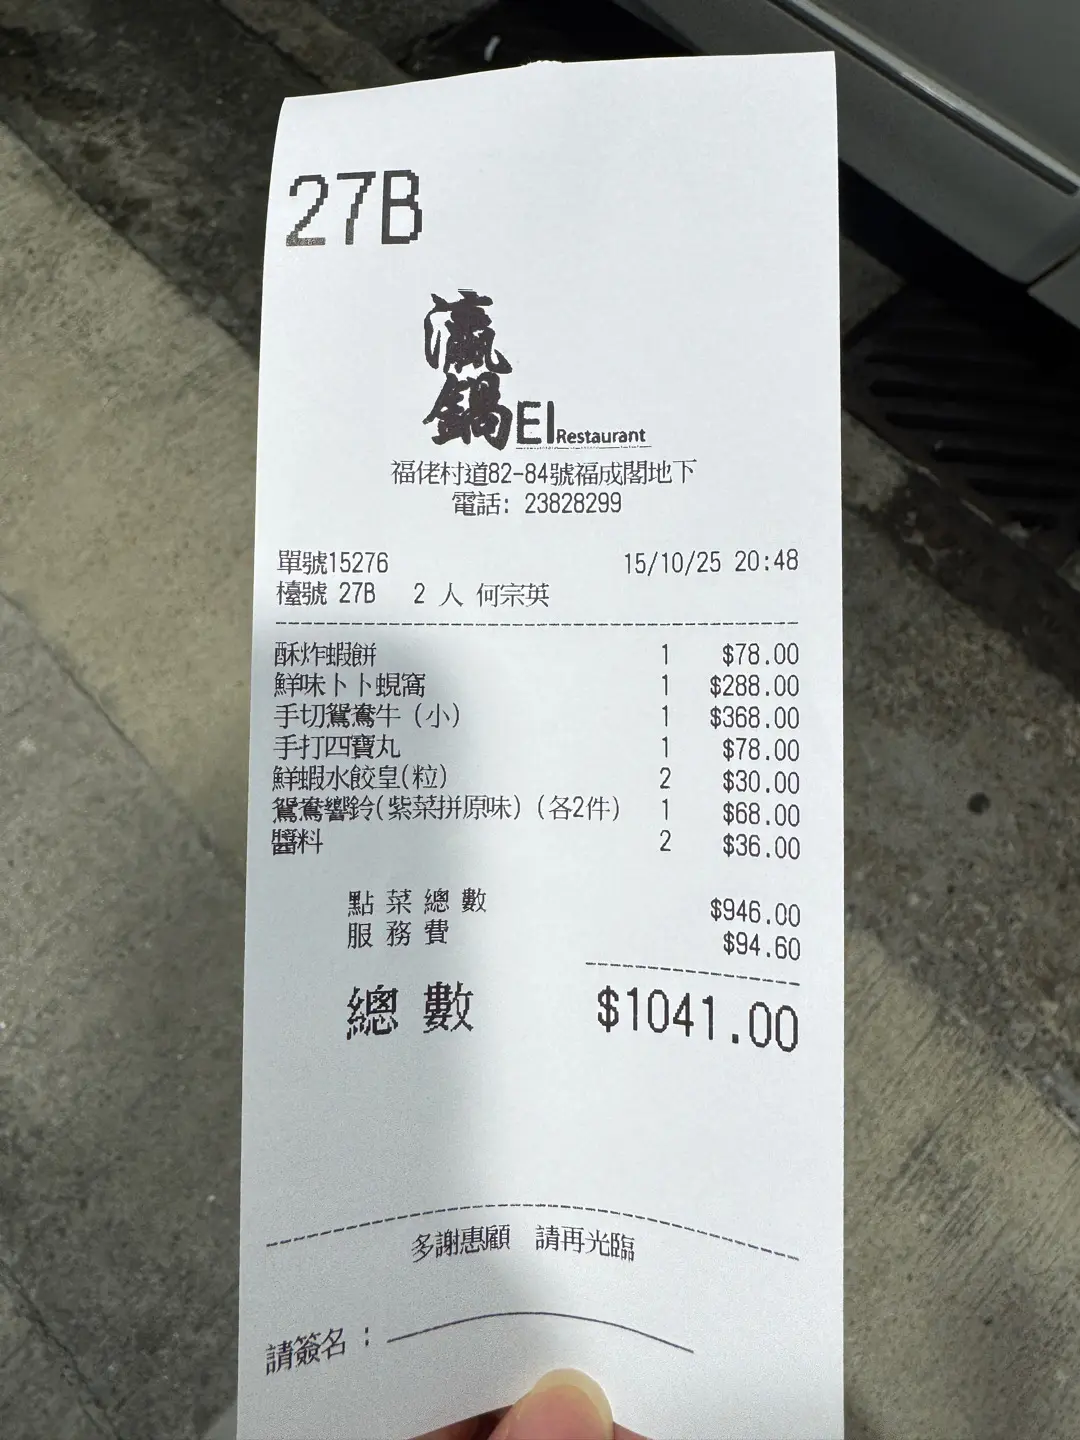 27B
瀛
鍋 EI Restaurant
福佬村道82-84號福成閣地下
電話: 23828299
單號15276 15/10/25 20:48
檯號 27B 2 人 何宗英
酥炸蝦餅 1 $78.00
鮮味卜卜蜆窩 1 $288.00
手切鴛鴦牛 (小) 1 $368.00
手打四寶丸 1 $78.00
鮮蝦水餃皇(粒) 2 $30.00
鴛鴦響鈴(紫菜拼原味) (各2件) 1 $68.00
醬料 2 $36.00
點菜總數 $946.00
服務費 $94.60
總數 $1041.00
多謝惠顧 請再光臨
請簽名：